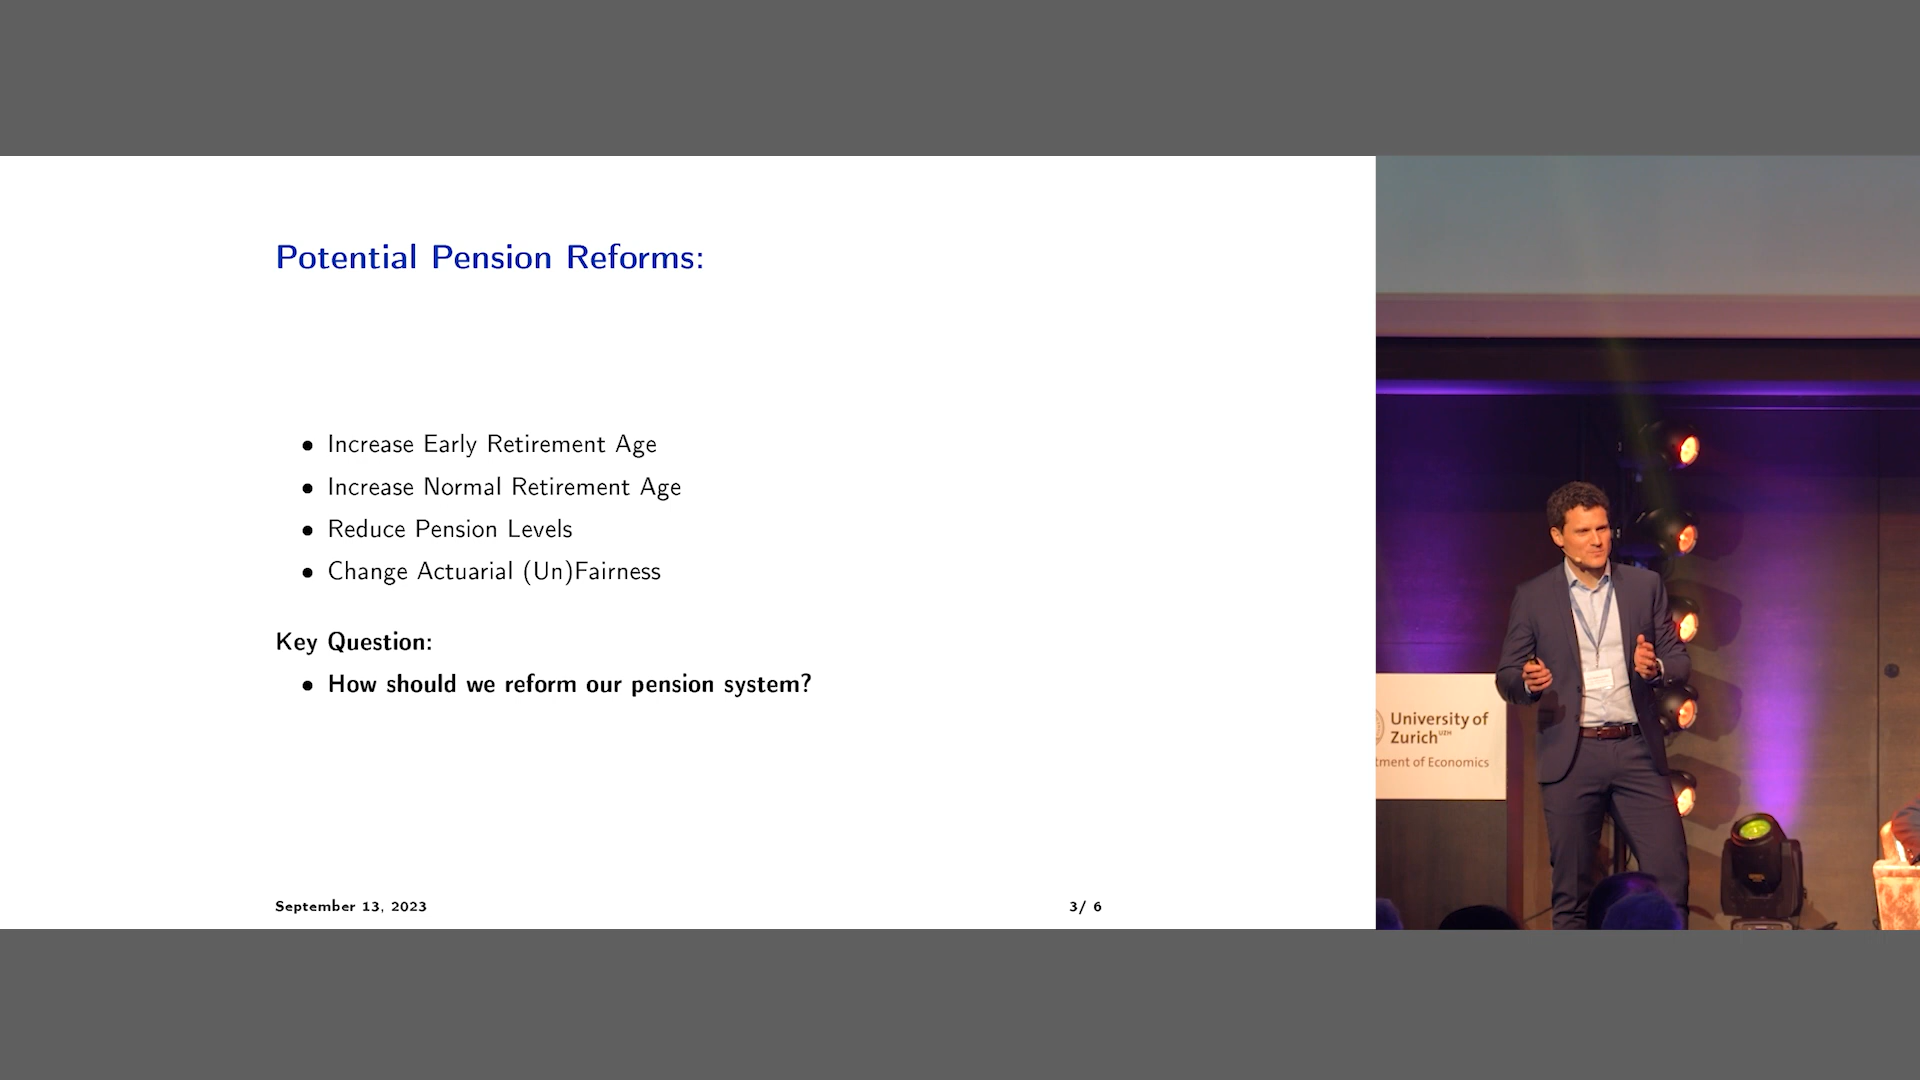 Potential Pension Reforms:
• Increase Early Retirement Age
• Increase Normal Retirement Age
• Reduce Pension Levels
• Change Actuarial (Un)Fairness
Key Question:
• How should we reform our pension system?
September 13, 2023
3/ 6
University of
Zurich UZH
tment of Economics